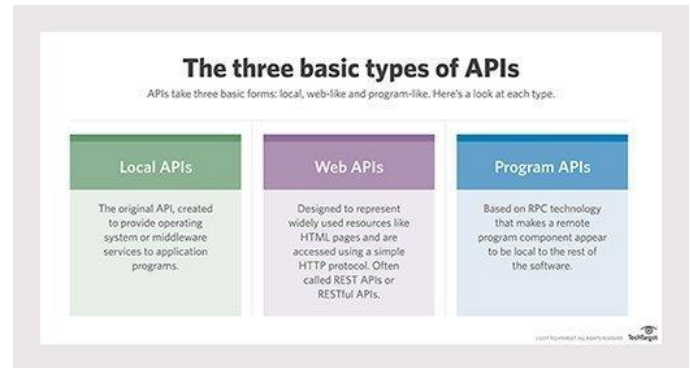 The three basic types of APIs
APIs take three basic forms: local, web-like and program-like. Here's a look at each type.
Local APIs
The original API, created
to provide operating
system or middleware
services to application
programs.
Web APIs
Designed to represent
widely used resources like
HTML pages and are
accessed using a simple
HTTP protocol. Often
called REST APIs or
RESTful APIs.
Program APIs
Based on RPC technology
that makes a remote
program component appear
to be local to the rest of
the software.
TECHTARGET. ALL RIGHTS RESERVED
TechTarget